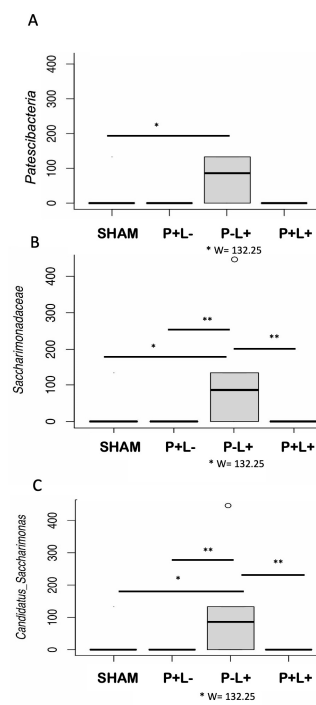 A
Patescibacteria
400
300
200
100
0
*
SHAM P+L- P-L+ P+L+
* W= 132.25
B
Saccharimonadaceae
400
300
200
100
0
**
**
*
SHAM P+L- P-L+ P+L+
* W= 132.25
C
Candidatus_Saccharimonas
400
300
200
100
0
**
**
*
SHAM P+L- P-L+ P+L+
* W= 132.25